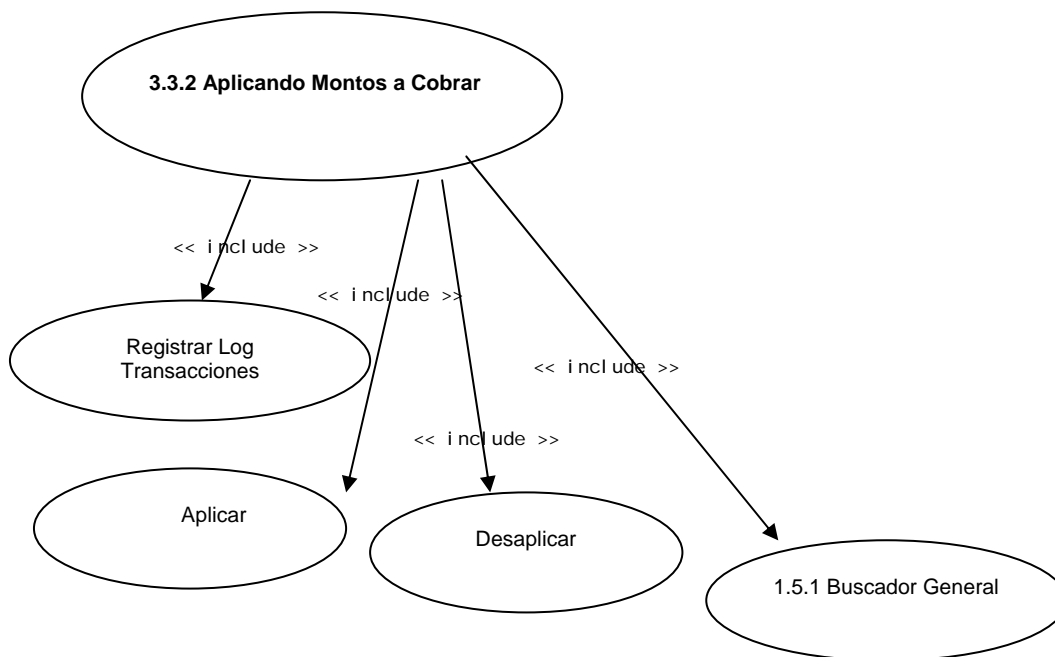 3.3.2 Aplicando Montos a Cobrar
<< include >>
Registrar Log
Transacciones
<< include >>
<< include >>
<< include >>
Aplicar
Desaplicar
1.5.1 Buscador General